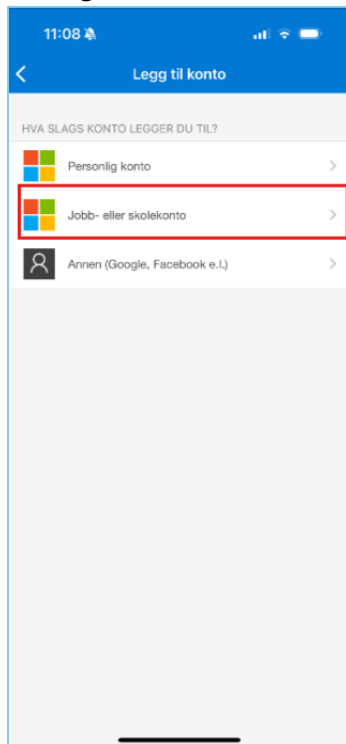 11:08
Legg til konto
HVA SLAGS KONTO LEGGER DU TIL?
Personlig konto
Jobb- eller skolekonto
Annen (Google, Facebook e.l.)